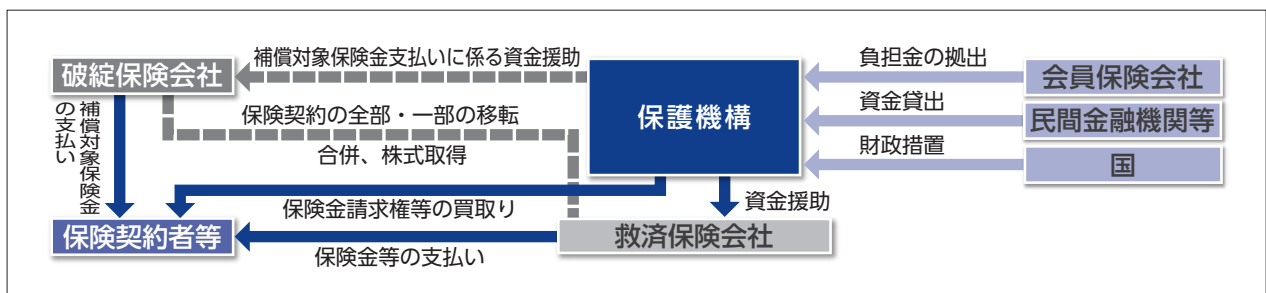 補償対象保険金支払いに係る資金援助
破綻保険会社
保険契約の全部・一部の移転
合併、株式取得
補償対象保険金
の支払い
保護機構
負担金の拠出
会員保険会社
資金貸出
民間金融機関等
財政措置
国
保険金請求権等の買取り
資金援助
保険契約者等
救済保険会社
保険金等の支払い